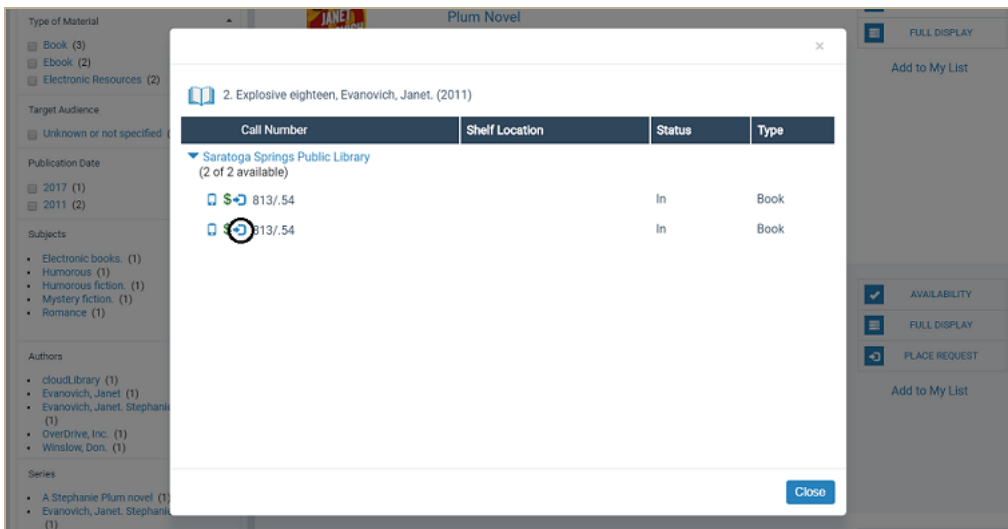 Type of Material
Book (3)
Ebook (2)
Electronic Resources (2)
Target Audience
Unknown or not specified (
Publication Date
2017 (1)
2011 (2)
Subjects
Electronic books. (1)
Humorous (1)
Humorous fiction. (1)
Mystery fiction. (1)
Romance (1)
Authors
cloudLibrary (1)
Evanovich, Janet (1)
Evanovich, Janet. Stephanie
(1)
OverDrive, Inc. (1)
Winslow, Don. (1)
Series
A Stephanie Plum novel (1)
Evanovich, Janet. Stephanie
(1)
JANET
Plum Novel
×
2. Explosive eighteen, Evanovich, Janet. (2011)
Call Number Shelf Location Status Type
Saratoga Springs Public Library
(2 of 2 available)
$ 813/.54 In Book
$ 813/.54 In Book
Close
FULL DISPLAY
Add to My List
AVAILABILITY
FULL DISPLAY
PLACE REQUEST
Add to My List